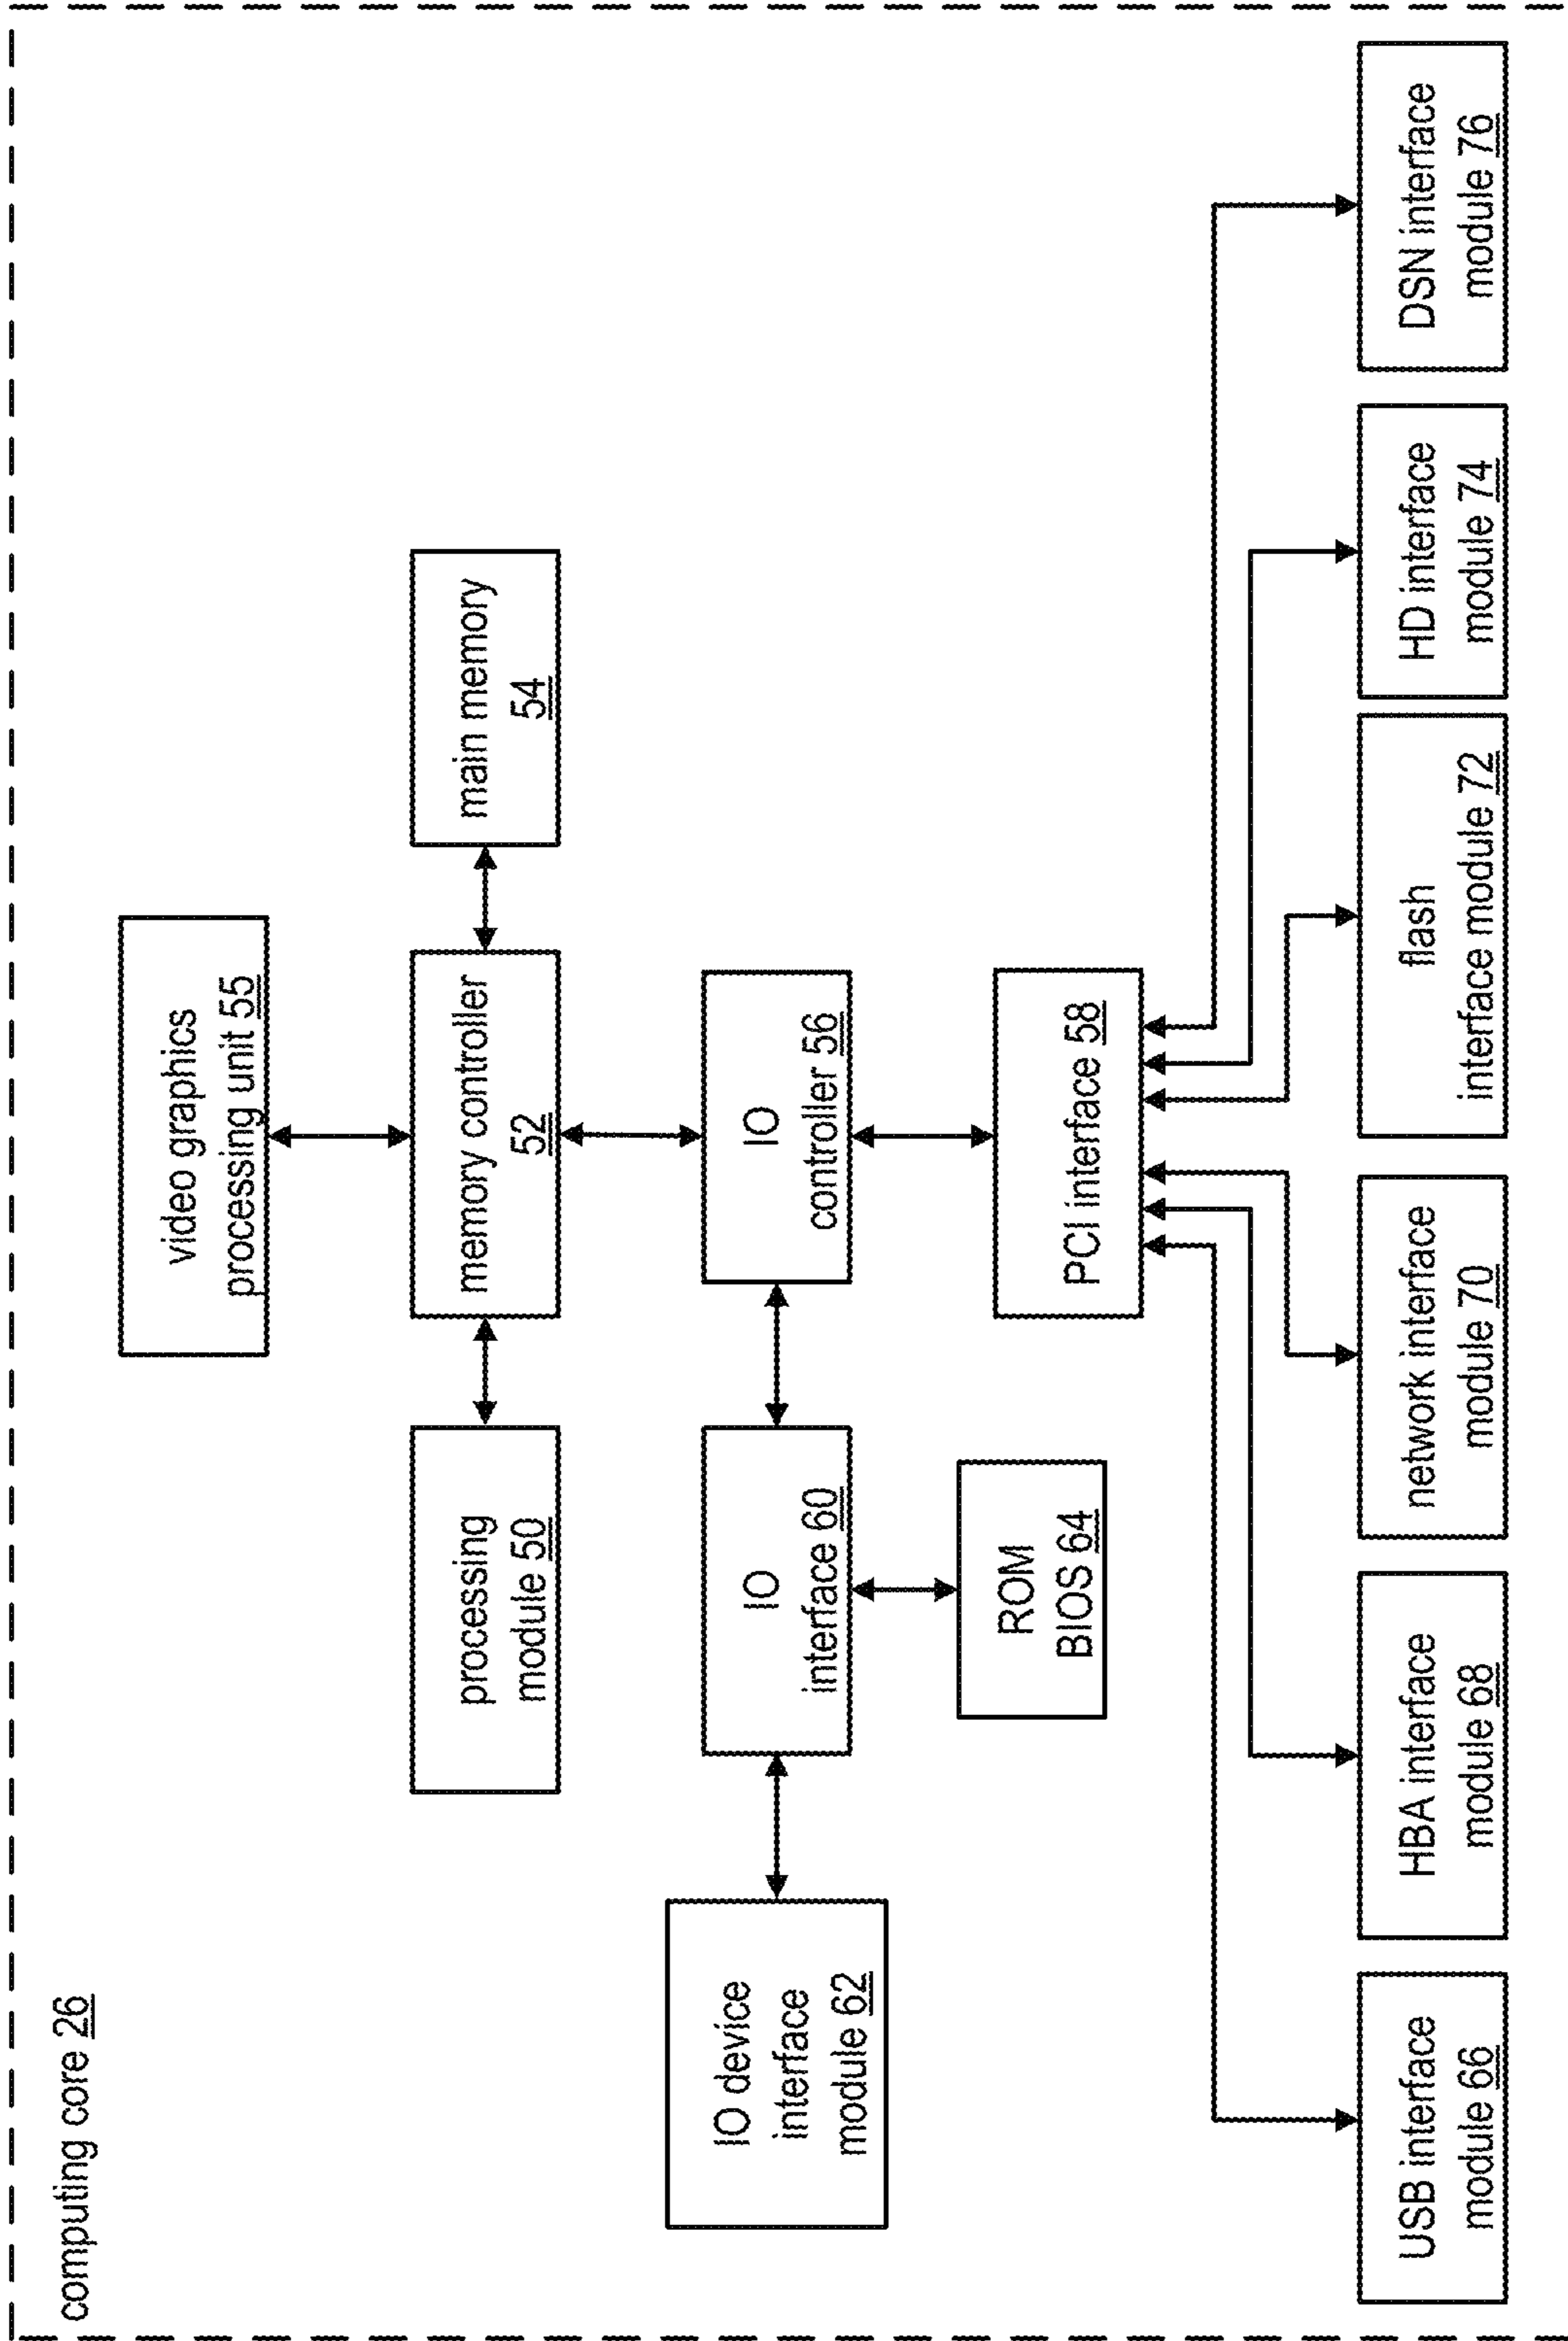 computing core 26
video graphics
processing unit 55
processing
module 50
memory controller
52
main memory
54
IO device
interface
module 62
IO
interface 60
IO
controller 56
ROM
BIOS 64
PCI interface 58
USB interface
module 66
HBA interface
module 68
network interface
module 70
flash
interface module 72
HD interface
module 74
DSN interface
module 76